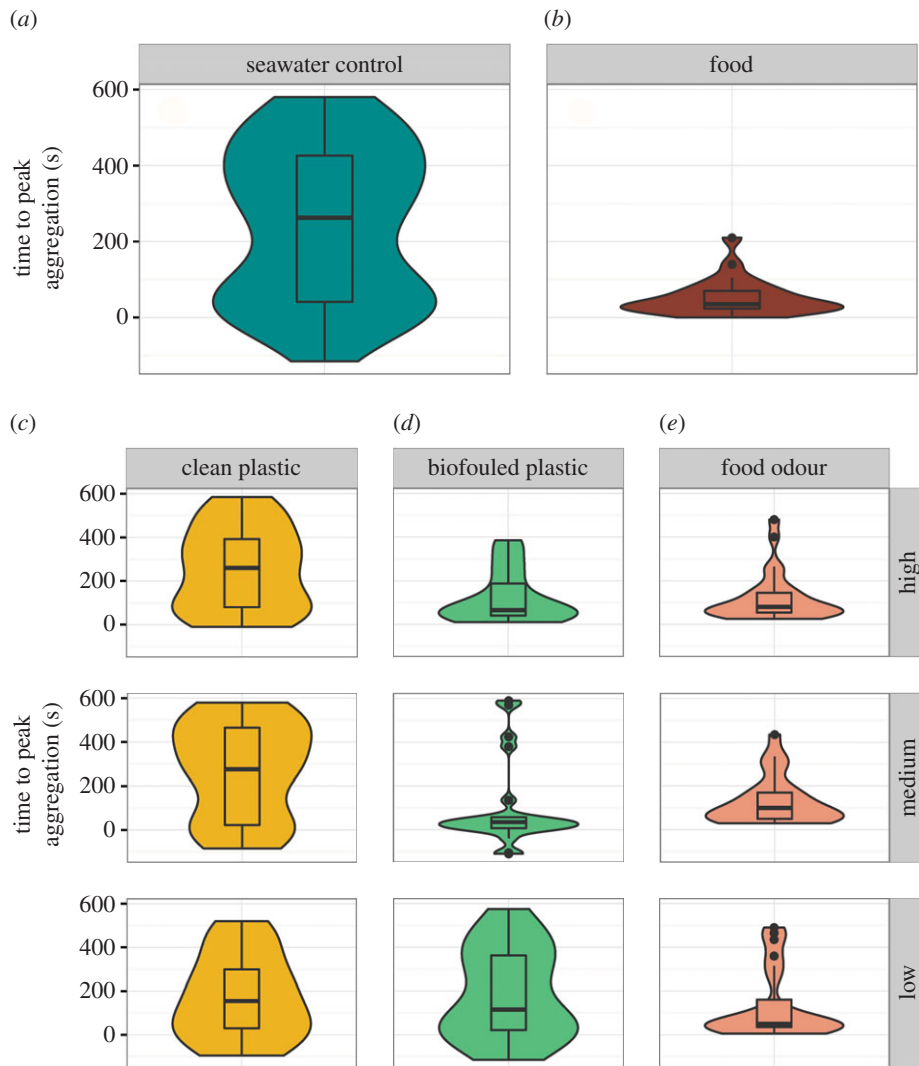 (a)
(b)
seawater control
food
600
400
200
0
time to peak
aggregation (s)
(c)
(d)
(e)
clean plastic
biofouled plastic
food odour
600
400
200
0
high
600
400
200
0
time to peak
aggregation (s)
medium
600
400
200
0
low